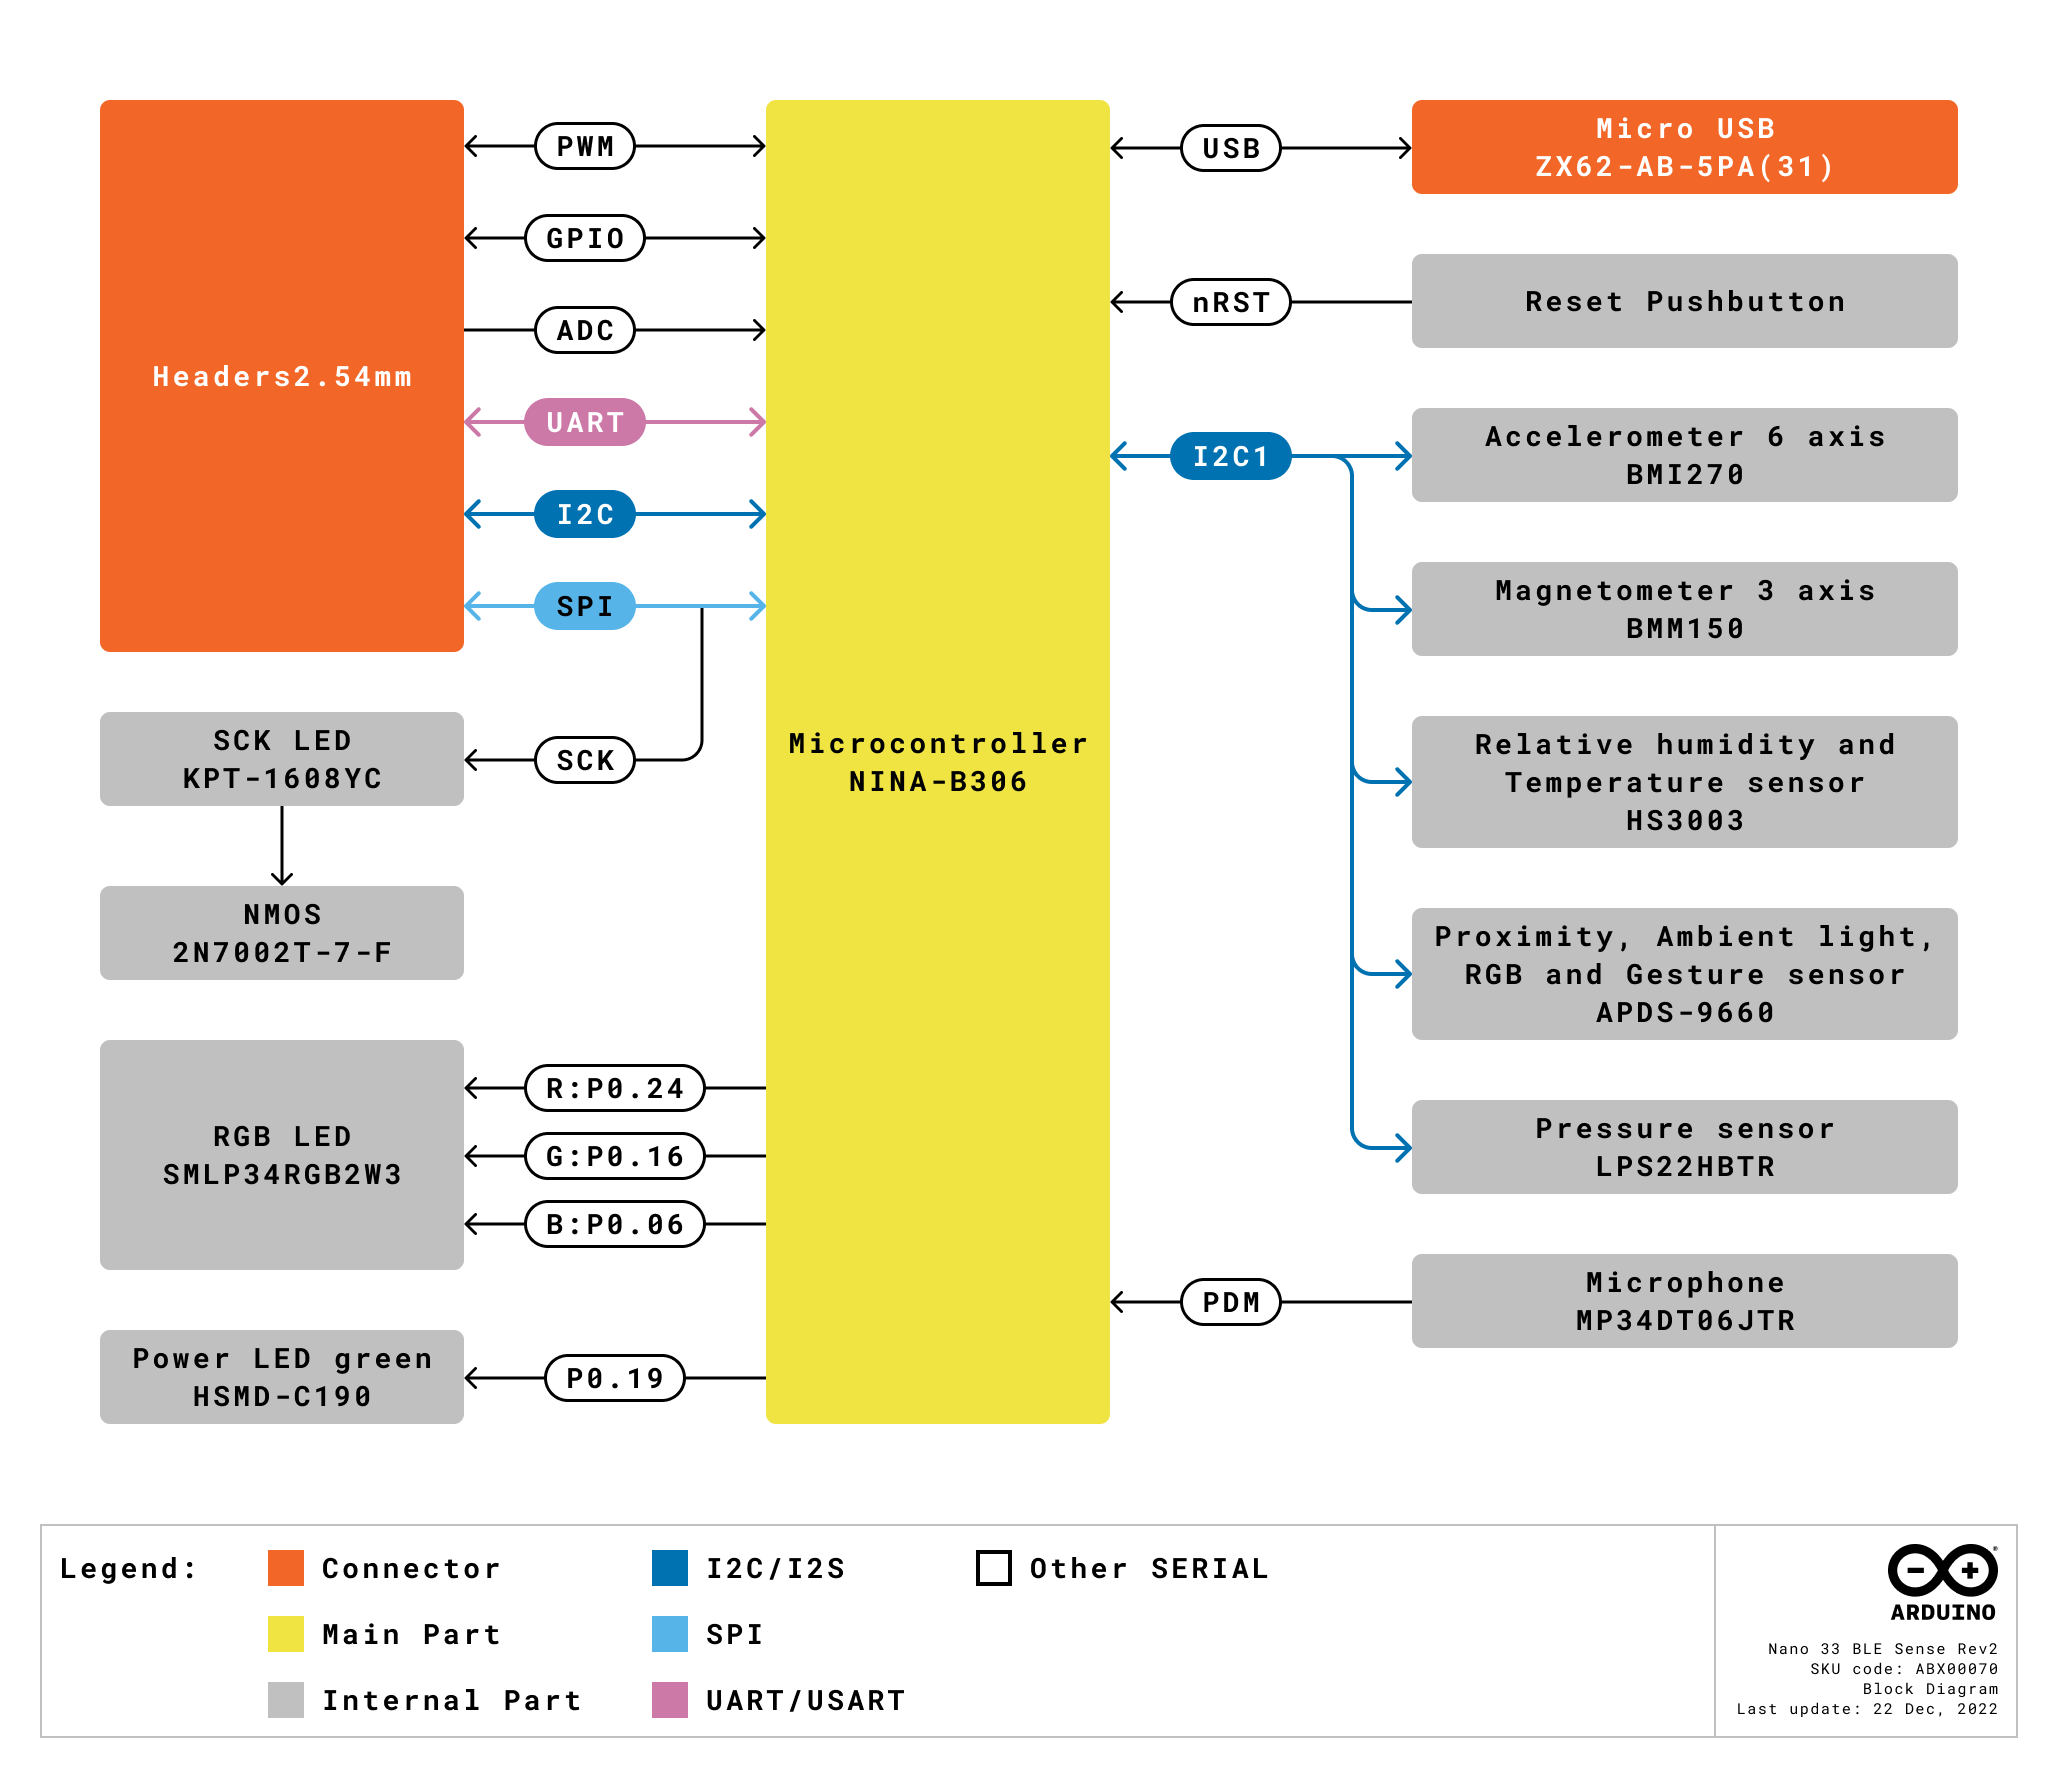 Headers2.54mm
PWM
GPIO
ADC
UART
I2C
SPI
SCK
SCK LED
KPT-1608YC
NMOS
2N7002T-7-F
RGB LED
SMLP34RGB2W3
R:P0.24
G:P0.16
B:P0.06
Power LED green
HSMD-C190
P0.19
Microcontroller
NINA-B306
USB
nRST
I2C1
PDM
Micro USB
ZX62-AB-5PA(31)
Reset Pushbutton
Accelerometer 6 axis
BMI270
Magnetometer 3 axis
BMM150
Relative humidity and
Temperature sensor
HS3003
Proximity, Ambient light,
RGB and Gesture sensor
APDS-9660
Pressure sensor
LPS22HBTR
Microphone
MP34DT06JTR
Legend:
Connector
Main Part
Internal Part
I2C/I2S
SPI
UART/USART
Other SERIAL
ARDUINO
Nano 33 BLE Sense Rev2
SKU code: ABX00070
Block Diagram
Last update: 22 Dec, 2022